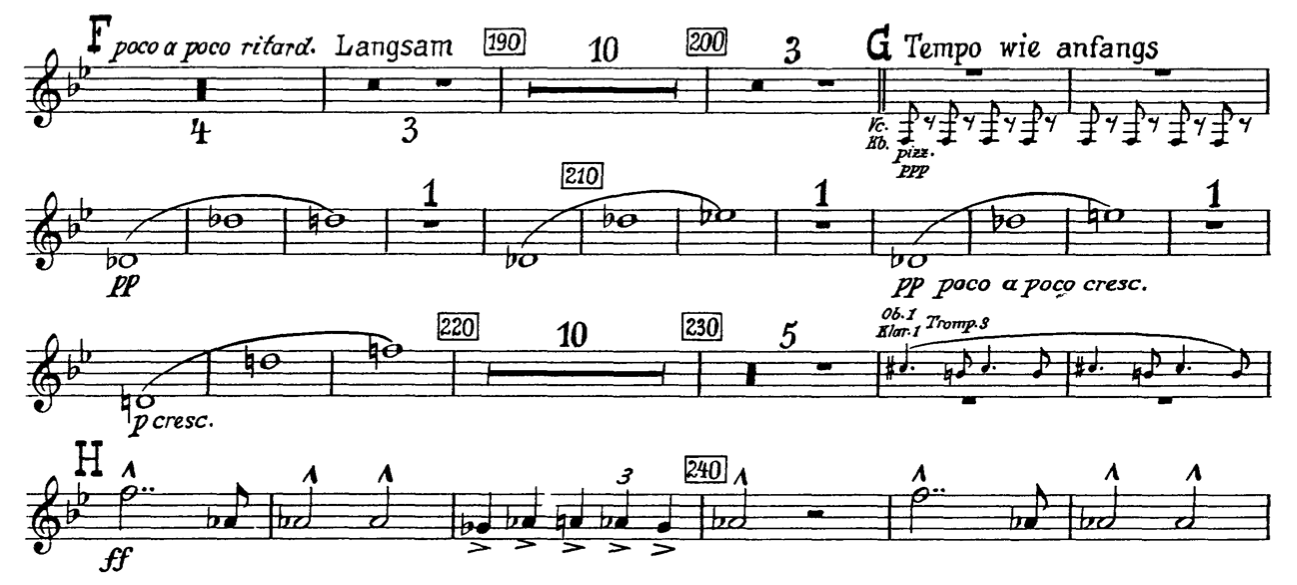 F poco a poco ritard. Langsam 190 10 200 3 G Tempo wie anfangs
4 3 Vc. Kb. pizz. ppp
210
1 1 1
pp pp poco a poco cresc.
220 10 230 5 Ob.1 Klar.1 Tromp.3
p cresc.
H 3 240
ff